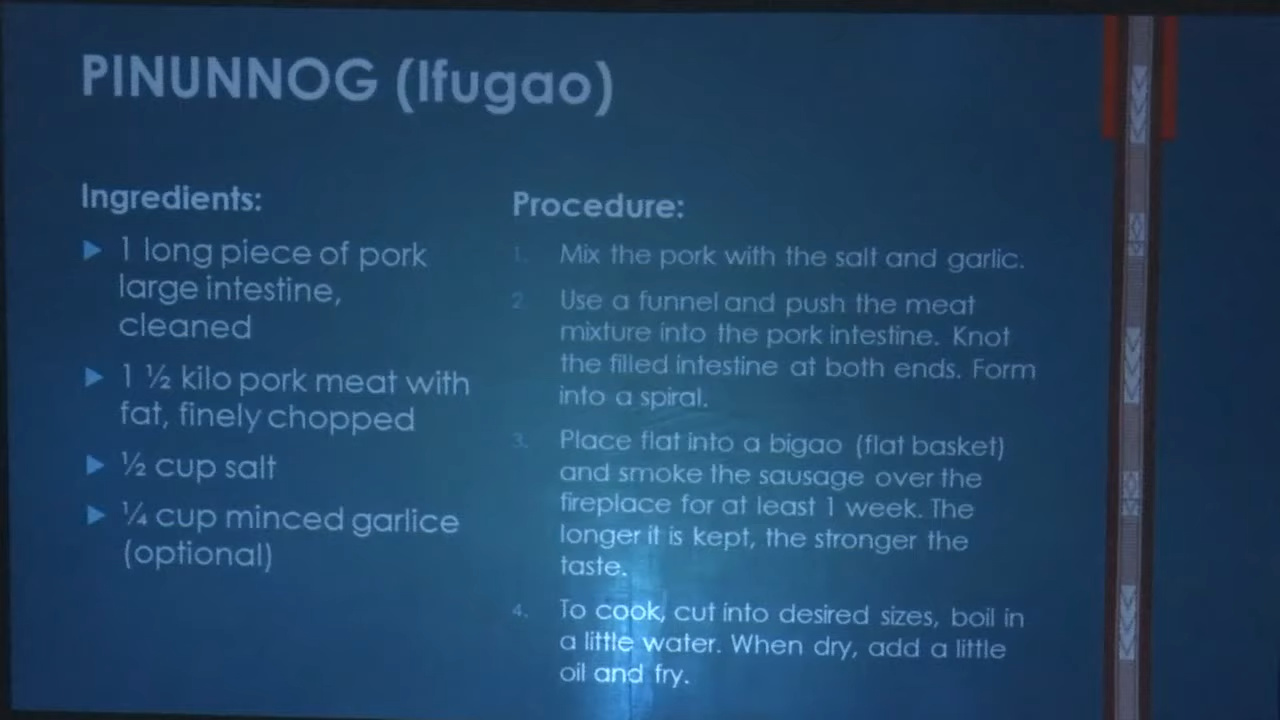 PINUNNOG (Ifugao)
Ingredients:
1 long piece of pork
large intestine,
cleaned
1 ½ kilo pork meat with
fat, finely chopped
½ cup salt
¼ cup minced garlice
(optional)
Procedure:
1. Mix the pork with the salt and garlic.
2. Use a funnel and push the meat
mixture into the pork intestine. Knot
the filled intestine at both ends. Form
into a spiral.
3. Place flat into a bigao (flat basket)
and smoke the sausage over the
fireplace for at least 1 week. The
longer it is kept, the stronger the
taste.
4. To cook, cut into desired sizes, boil in
a little water. When dry, add a little
oil and fry.